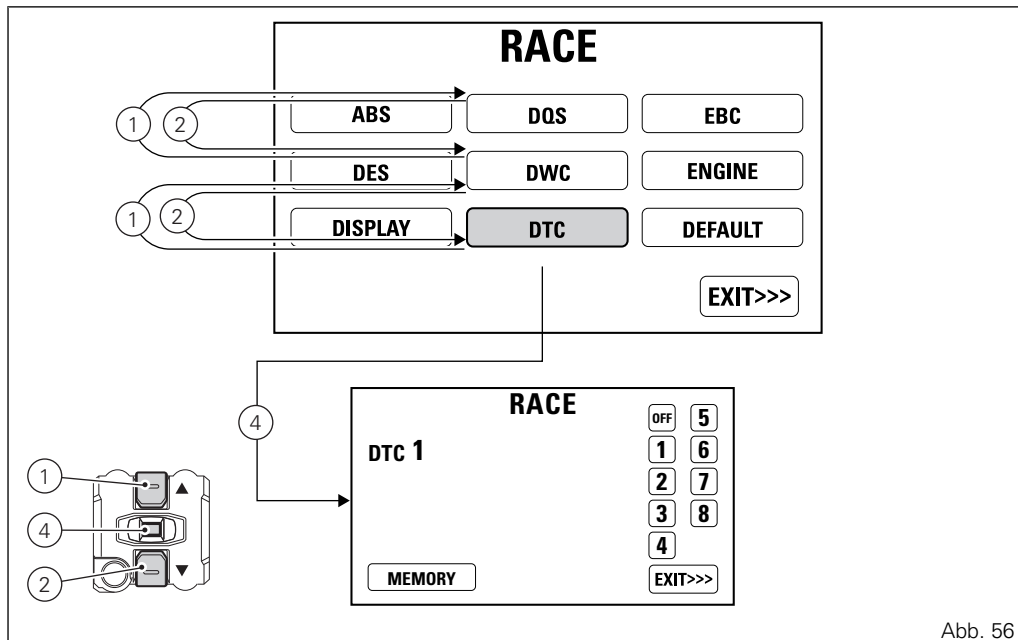 RACE
1 2 ABS DQS EBC
DES DWC ENGINE
1 2 DISPLAY DTC DEFAULT
EXIT>>>
4
RACE
DTC 1
OFF 5
1 6
2 7
3 8
4
MEMORY EXIT>>>
1
4
2
Abb. 56